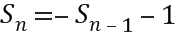 Sₙ = − Sₙ ₋ ₁ − 1